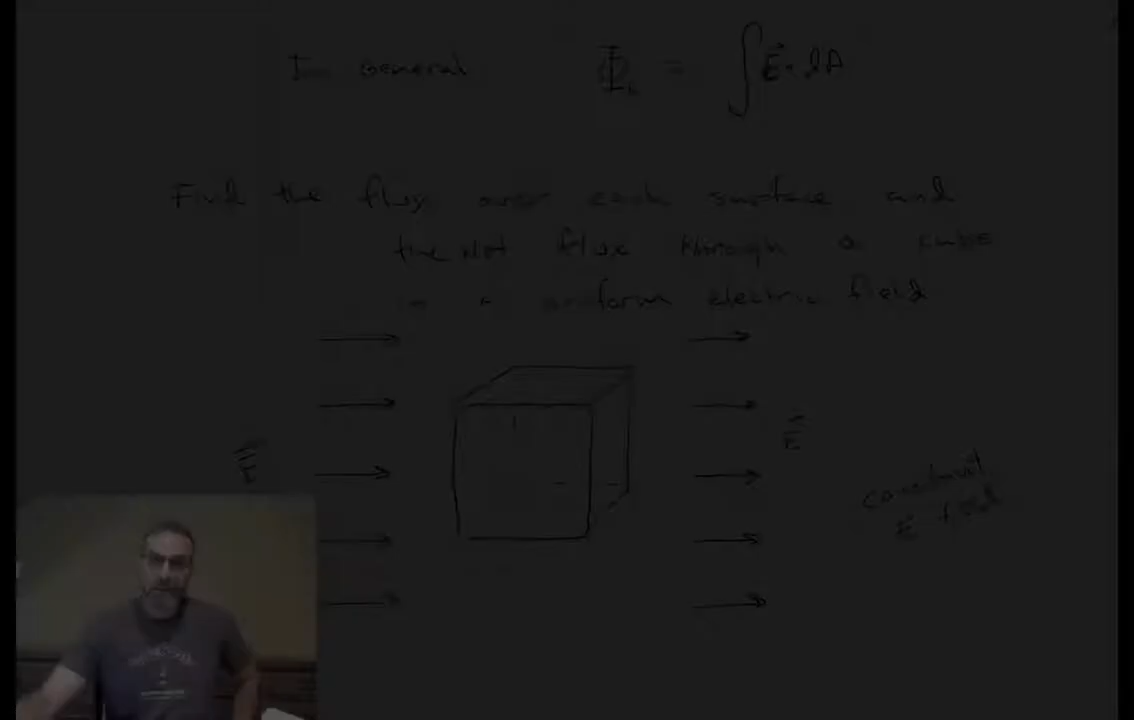 In General Φ_E = ∫ E⃗ · dA
Find the flux over each surface and
the net flux through a cube
in a uniform electric field
E⃗
E⃗
constant
E field